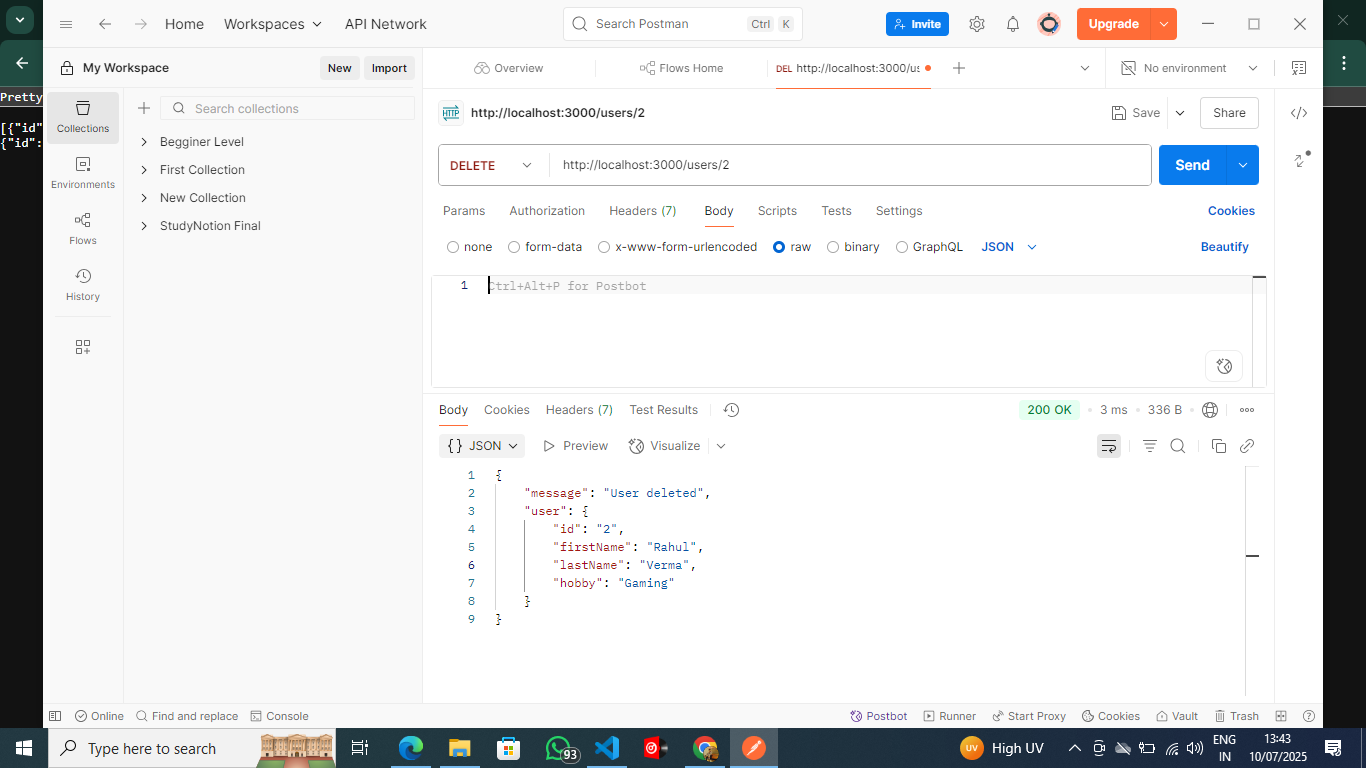 Home Workspaces API Network Search Postman Ctrl K Invite Upgrade
My Workspace New Import Overview Flows Home DEL http://localhost:3000/us No environment
Pretty
[{"id"
{"id":
Collections
Environments
Flows
History
Search collections
Begginer Level
First Collection
New Collection
StudyNotion Final
HTTP http://localhost:3000/users/2 Save Share
DELETE http://localhost:3000/users/2 Send
Params Authorization Headers (7) Body Scripts Tests Settings Cookies
none form-data x-www-form-urlencoded raw binary GraphQL JSON Beautify
1 Ctrl+Alt+P for Postbot
Body Cookies Headers (7) Test Results 200 OK • 3 ms • 336 B •
{} JSON Preview Visualize
1 {
2 "message": "User deleted",
3 "user": {
4 "id": "2",
5 "firstName": "Rahul",
6 "lastName": "Verma",
7 "hobby": "Gaming"
8 }
9 }
Online Find and replace Console Postbot Runner Start Proxy Cookies Vault Trash
Type here to search 93 UV High UV ENG IN 13:43 10/07/2025